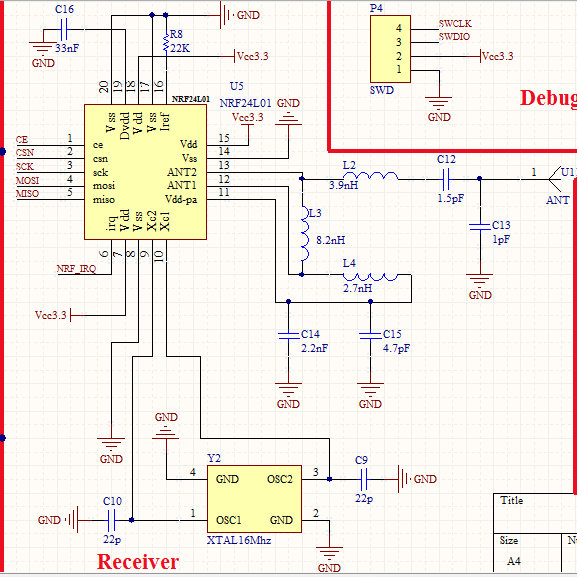 C16
33nF
GND
GND
R8
22K
Vcc3.3
P4
4
3
2
1
SWCLK
SWDIO
Vcc3.3
SWD
GND
Debug
U5
NRF24L01
NRF24L01
Vcc3.3
GND
20
19
18
17
16
Vss
Dvdd
Vdd
Vss
Iref
CE
1
ce
Vdd
15
CSN
2
csn
Vss
14
SCK
3
sck
ANT2
13
MOSI
4
mosi
ANT1
12
MISO
5
miso
Vdd-pa
11
irq
Vdd
Vss
Xc2
Xc1
6
7
8
9
10
NRF_IRQ
Vcc3.3
GND
L2
3.9nH
C12
1.5pF
1
ANT
L3
8.2nH
C13
1pF
GND
L4
2.7nH
C14
2.2nF
C15
4.7pF
GND
GND
GND
Y2
4
GND
OSC2
3
C9
22p
GND
C10
22p
GND
1
OSC1
GND
2
XTAL16Mhz
GND
Receiver
Title
Size
A4